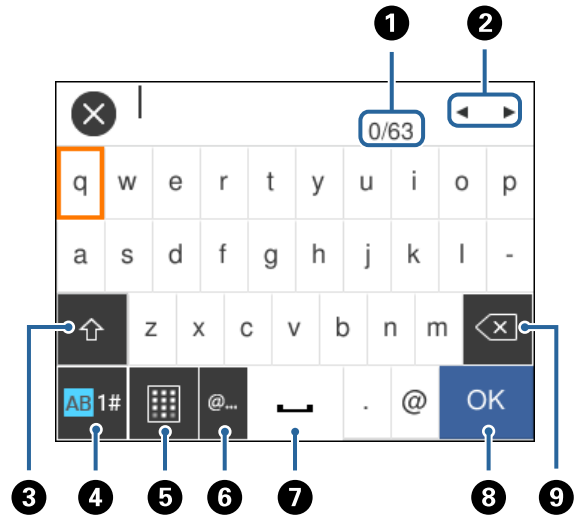 1 2
0/63
q w e r t y u i o p
a s d f g h j k l -
z x c v b n m
AB 1# @... . @ OK
3 4 5 6 7 8 9